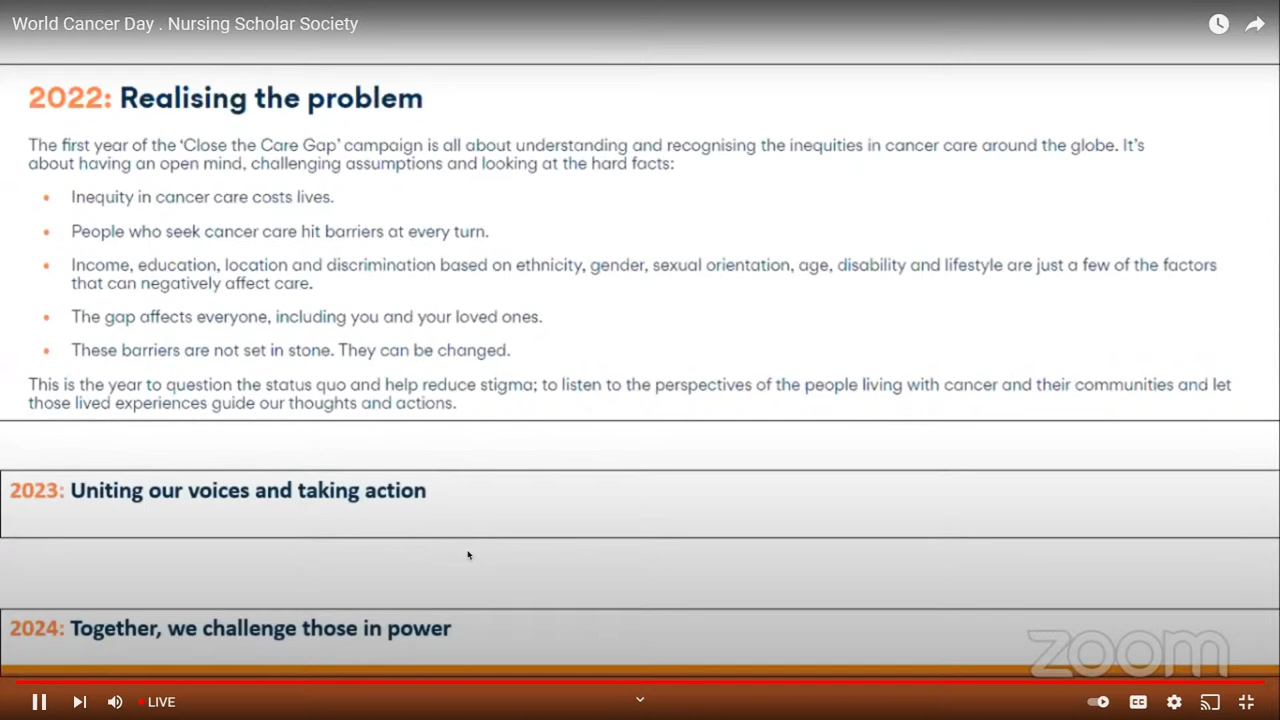 World Cancer Day . Nursing Scholar Society
2022: Realising the problem
The first year of the ‘Close the Care Gap’ campaign is all about understanding and recognising the inequities in cancer care around the globe. It’s
about having an open mind, challenging assumptions and looking at the hard facts:
• Inequity in cancer care costs lives.
• People who seek cancer care hit barriers at every turn.
• Income, education, location and discrimination based on ethnicity, gender, sexual orientation, age, disability and lifestyle are just a few of the factors
that can negatively affect care.
• The gap affects everyone, including you and your loved ones.
• These barriers are not set in stone. They can be changed.
This is the year to question the status quo and help reduce stigma; to listen to the perspectives of the people living with cancer and their communities and let
those lived experiences guide our thoughts and actions.
2023: Uniting our voices and taking action
2024: Together, we challenge those in power
zoom
LIVE
CC